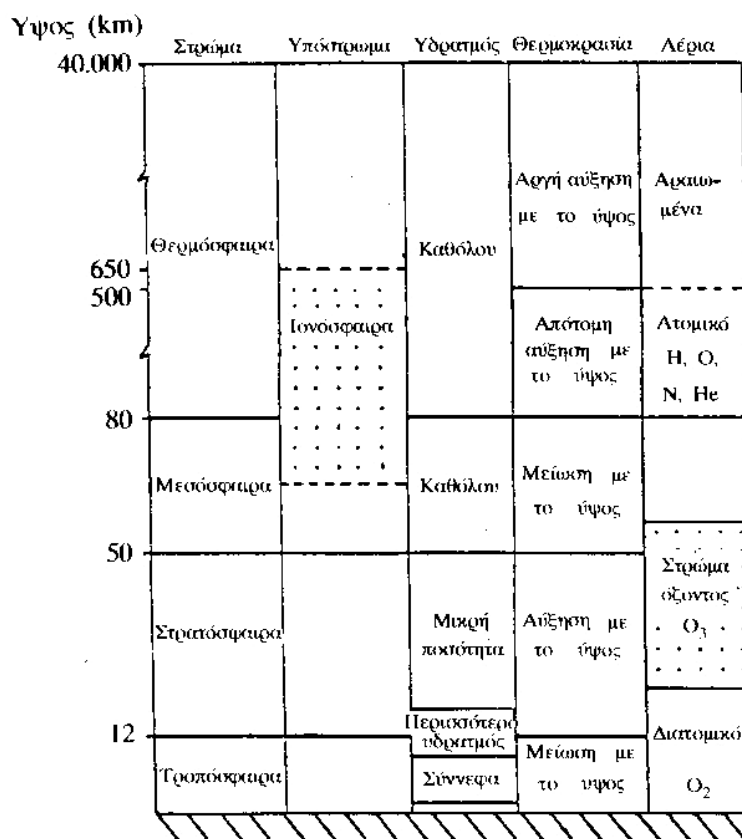 Υψος (km)
Στρώμα Υπόστρωμα Υδρατμός Θερμοκρασία Αέρια
40.000
Αργή αύξηση
με το ύψος
Αραιωμένα
Θερμόσφαιρα
Καθόλου
650
500
Ιονόσφαιρα
Απότομη
αύξηση με
το ύψος
Ατομικό
H, O,
N, He
80
Μεσόσφαιρα
Καθόλου
Μείωση με
το ύψος
50
Στρώμα
όζοντος
O₃
Στρατόσφαιρα
Μικρή
ποσότητα
Αύξηση με
το ύψος
Περισσότερο
υδρατμός
12
Τροπόσφαιρα
Σύννεφα
Μείωση με
το υψος
Διατομικό
O₂